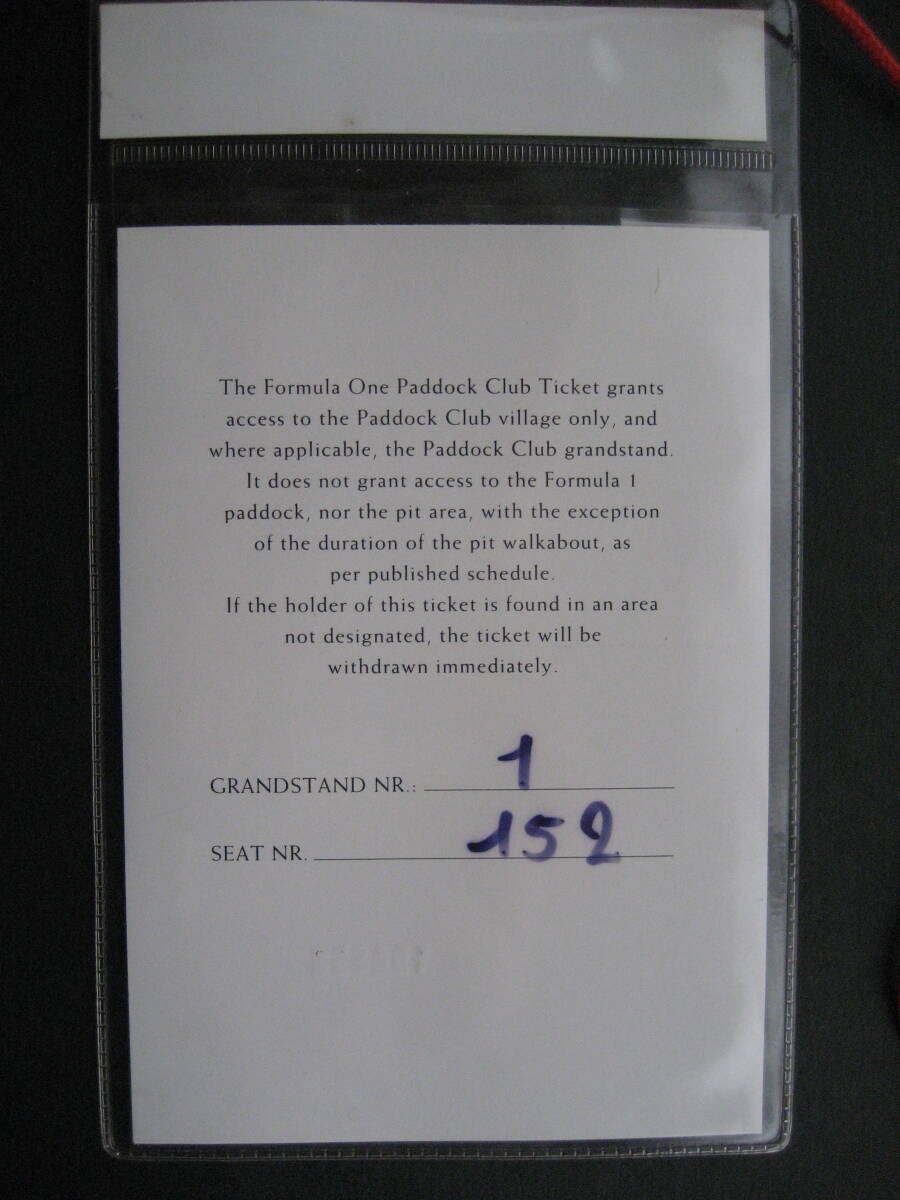 The Formula One Paddock Club Ticket grants
access to the Paddock Club village only, and
where applicable, the Paddock Club grandstand.
It does not grant access to the Formula 1
paddock, nor the pit area, with the exception
of the duration of the pit walkabout, as
per published schedule.
If the holder of this ticket is found in an area
not designated, the ticket will be
withdrawn immediately.
GRANDSTAND NR.: 1
SEAT NR. 152